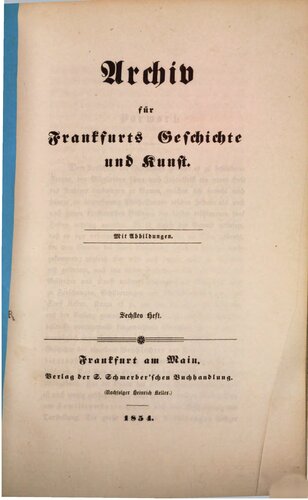 Archiv
für
Frankfurts Geschichte
und Kunst.
Mit Abbildungen.
Sechstes Heft.
Frankfurt am Main,
Verlag der S. Schmerber'schen Buchhandlung.
(Nachfolger Heinrich Keller.)
1854.